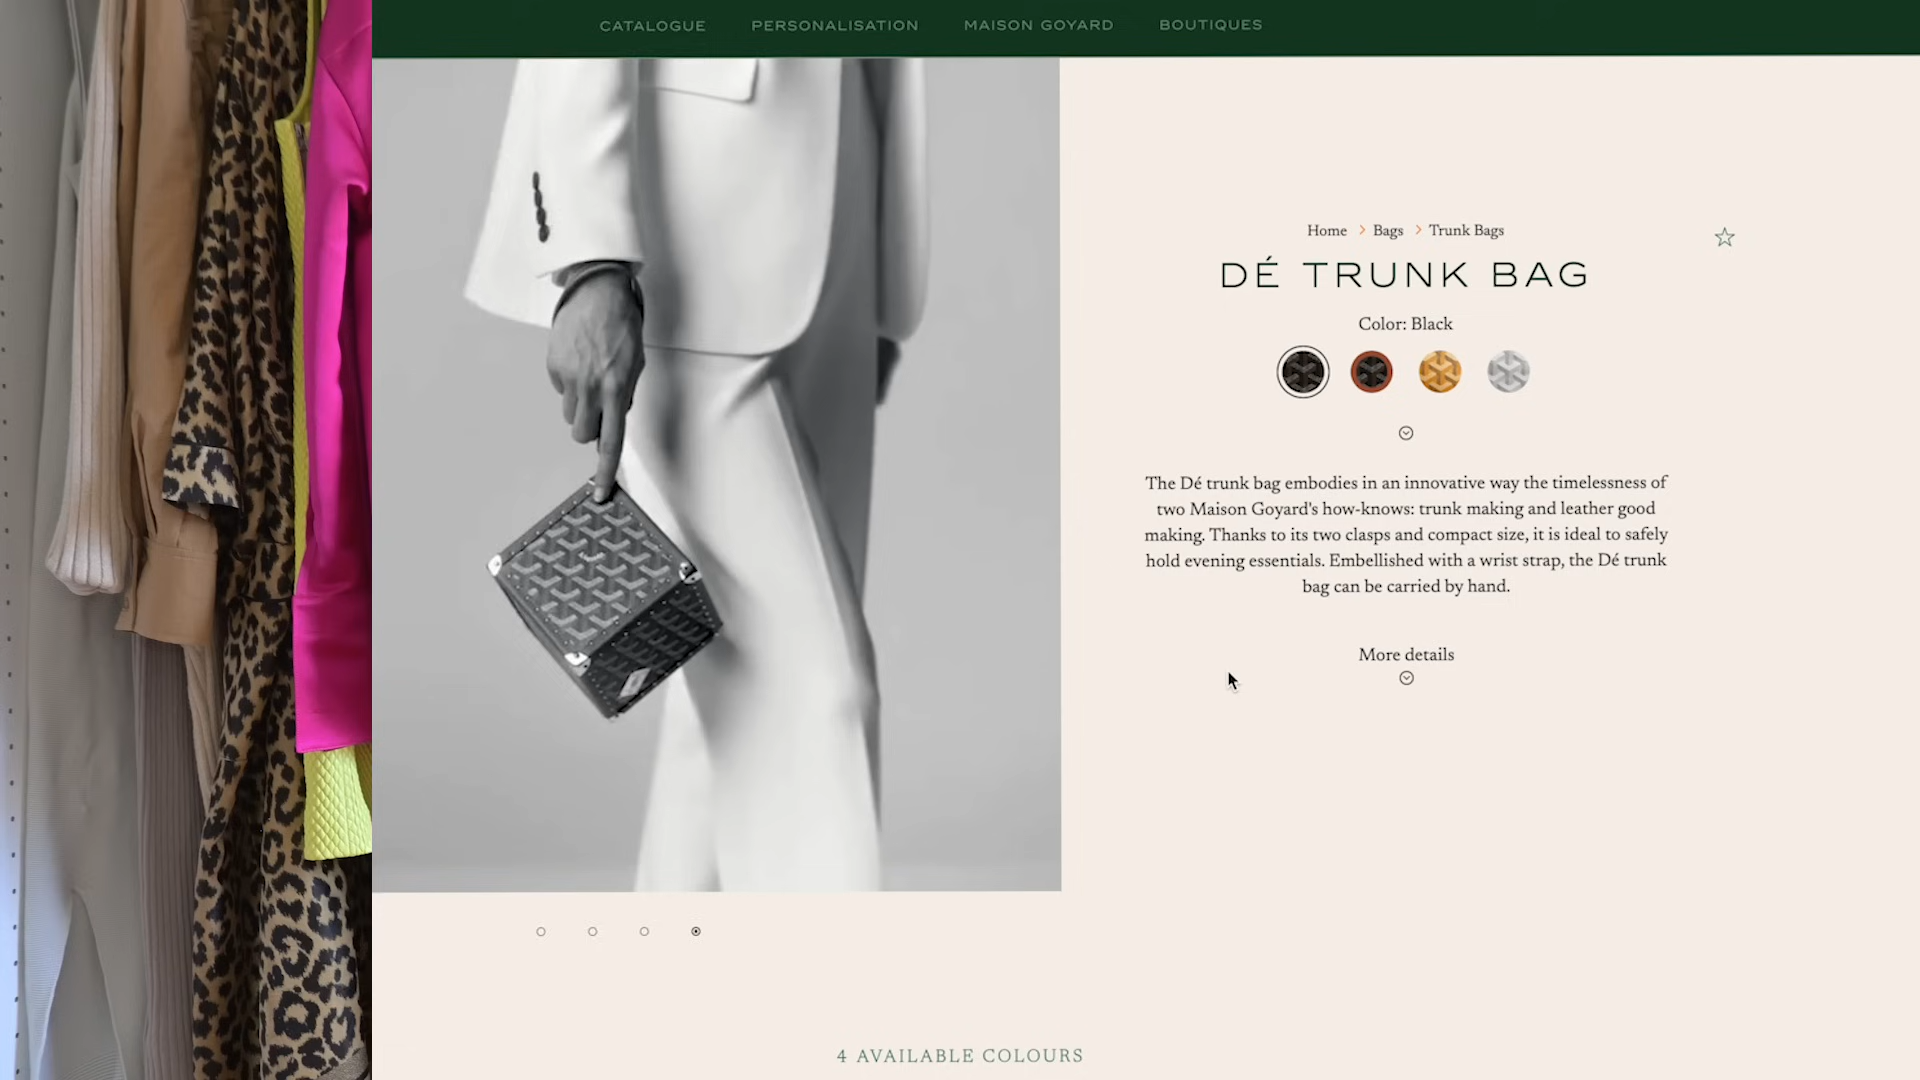 CATALOGUE PERSONALISATION MAISON GOYARD BOUTIQUES
Home > Bags > Trunk Bags
DÉ TRUNK BAG
Color: Black
The Dé trunk bag embodies in an innovative way the timelessness of
two Maison Goyard's how-knows: trunk making and leather good
making. Thanks to its two clasps and compact size, it is ideal to safely
hold evening essentials. Embellished with a wrist strap, the Dé trunk
bag can be carried by hand.
More details
4 AVAILABLE COLOURS